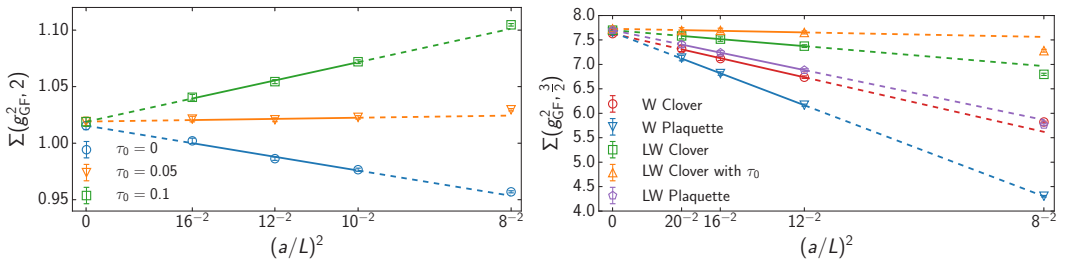 1.10
1.05
1.00
0.95
Σ(g²_GF, 2)
τ₀ = 0
τ₀ = 0.05
τ₀ = 0.1
0 16⁻² 12⁻² 10⁻² 8⁻²
(a/L)²
8.0
7.5
7.0
6.5
6.0
5.5
5.0
4.5
4.0
Σ(g²_GF, 3/2)
W Clover
W Plaquette
LW Clover
LW Clover with τ₀
LW Plaquette
0 20⁻² 16⁻² 12⁻² 8⁻²
(a/L)²